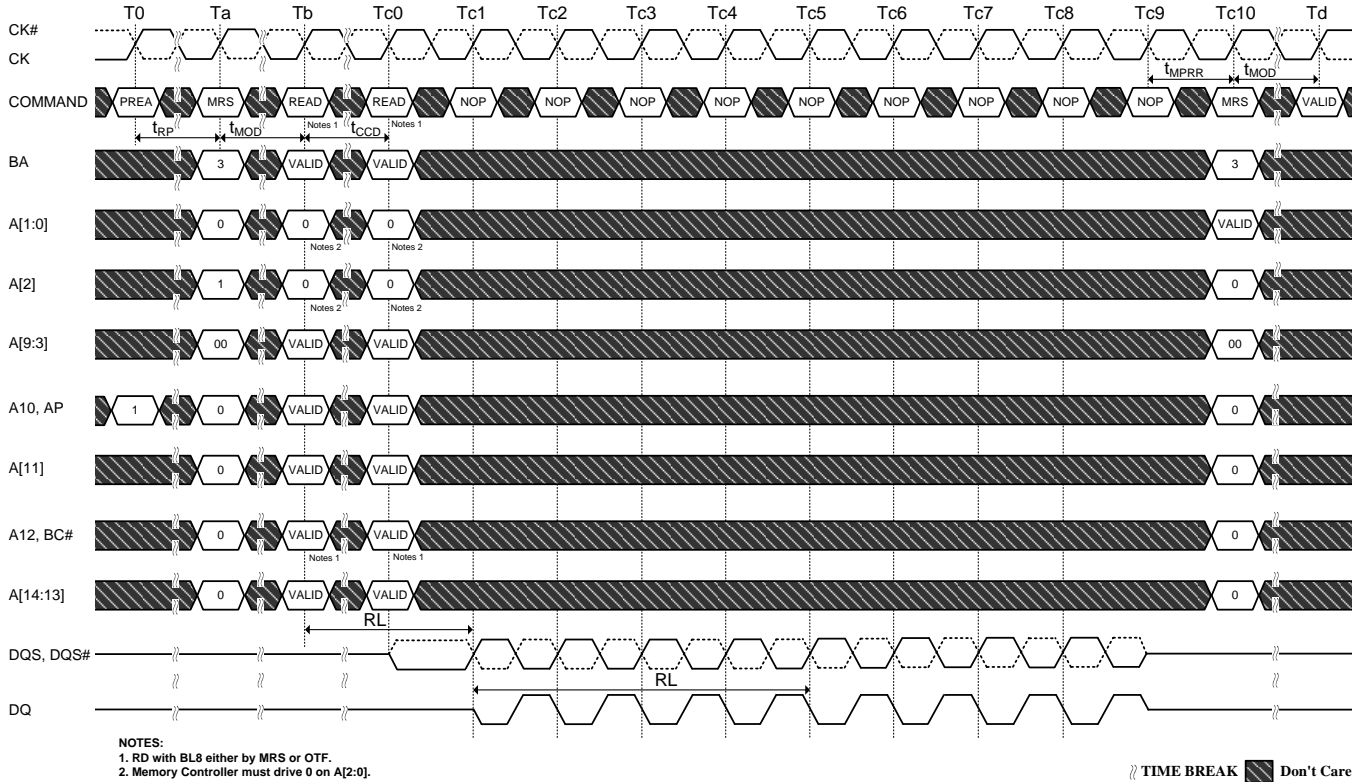 T0 Ta Tb Tc0 Tc1 Tc2 Tc3 Tc4 Tc5 Tc6 Tc7 Tc8 Tc9 Tc10 Td
CK#
CK
tMPRR tMOD
COMMAND PREA MRS READ READ NOP NOP NOP NOP NOP NOP NOP NOP NOP MRS VALID
Notes 1 Notes 1
tRP tMOD tCCD
BA 3 VALID VALID 3
A[1:0] 0 0 0 VALID
Notes 2 Notes 2
A[2] 1 0 0 0
Notes 2 Notes 2
A[9:3] 00 VALID VALID 00
A10, AP 1 0 VALID VALID 0
A[11] 0 VALID VALID 0
A12, BC# 0 VALID VALID 0
Notes 1 Notes 1
A[14:13] 0 VALID VALID 0
RL
DQS, DQS#
RL
DQ
NOTES:
1. RD with BL8 either by MRS or OTF.
2. Memory Controller must drive 0 on A[2:0].
TIME BREAK Don't Care